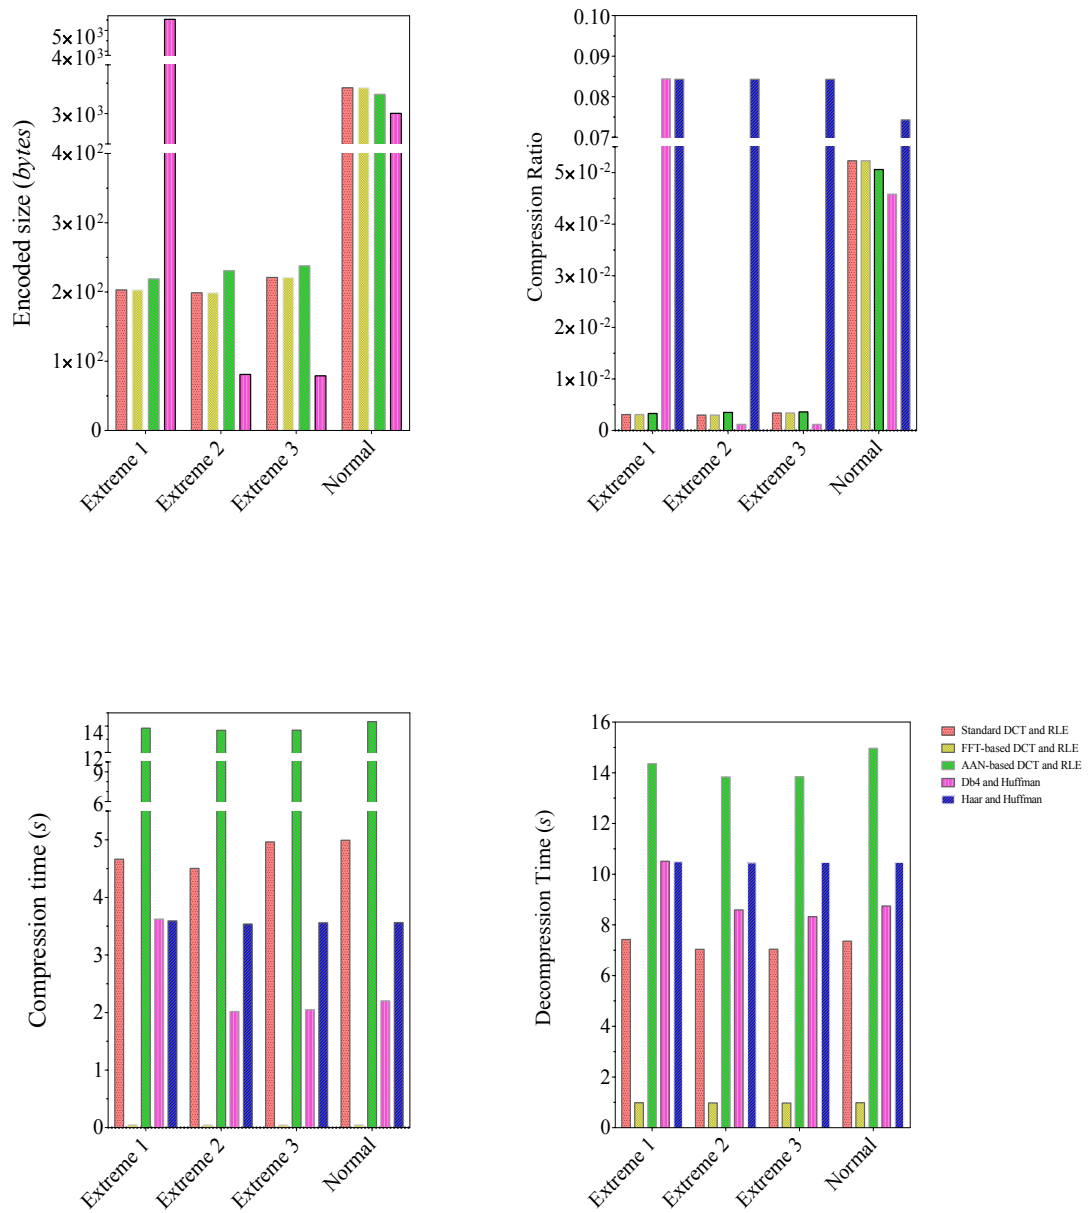 Encoded size (bytes)
5×10³
4×10³
3×10³
4×10²
3×10²
2×10²
1×10²
0
Extreme 1
Extreme 2
Extreme 3
Normal
Compression Ratio
0.10
0.09
0.08
0.07
5×10⁻²
4×10⁻²
3×10⁻²
2×10⁻²
1×10⁻²
0
Extreme 1
Extreme 2
Extreme 3
Normal
Compression time (s)
14
12
9
6
5
4
3
2
1
0
Extreme 1
Extreme 2
Extreme 3
Normal
Decompression Time (s)
16
14
12
10
8
6
4
2
0
Extreme 1
Extreme 2
Extreme 3
Normal
Standard DCT and RLE
FFT-based DCT and RLE
AAN-based DCT and RLE
Db4 and Huffman
Haar and Huffman